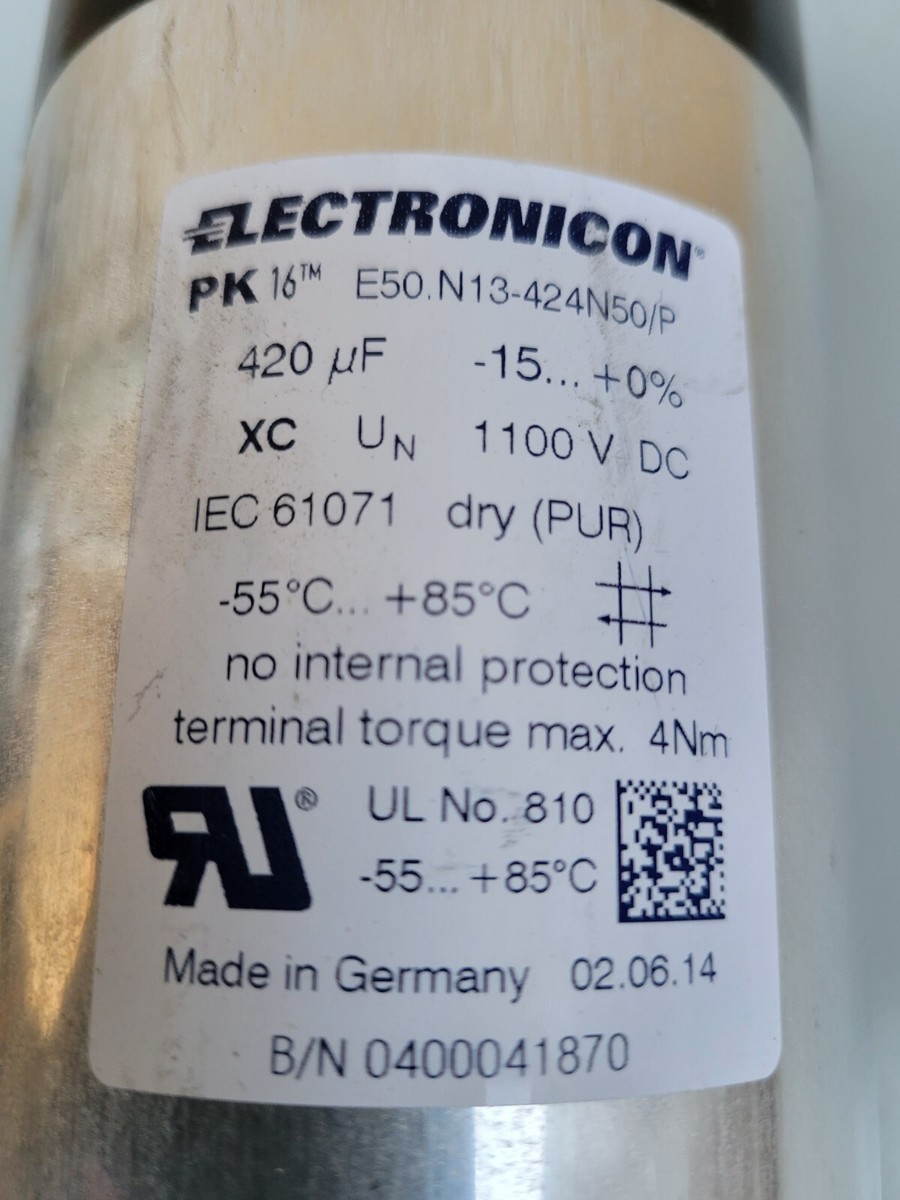 ELECTRONICON®
PK 16™ E50.N13-424N50/P
420 µF -15... +0%
XC UN 1100 V DC
IEC 61071 dry (PUR)
-55°C... +85°C
no internal protection
terminal torque max. 4Nm
RU® UL No. 810
-55... +85°C
Made in Germany 02.06.14
B/N 0400041870